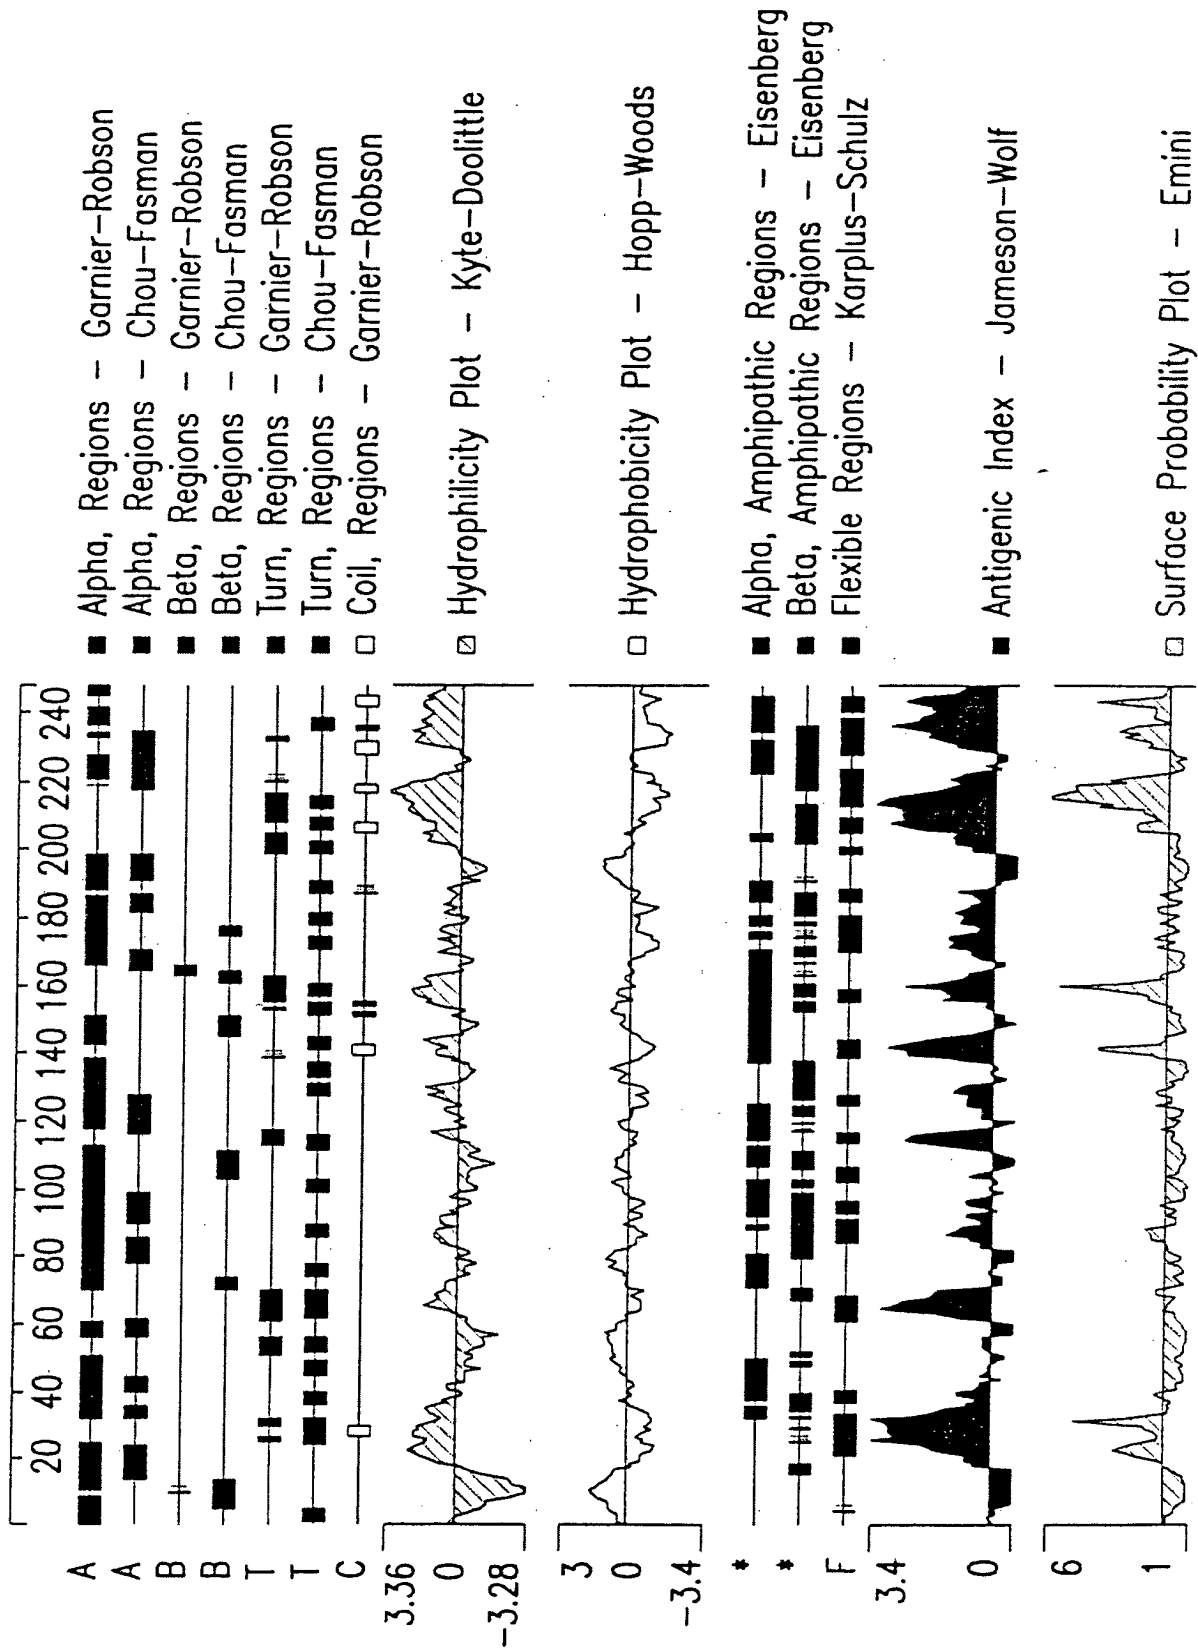 20 40 60 80 100 120 140 160 180 200 220 240
A ■ Alpha, Regions – Garnier–Robson
A ■ Alpha, Regions – Chou–Fasman
B ■ Beta, Regions – Garnier–Robson
B ■ Beta, Regions – Chou–Fasman
T ■ Turn, Regions – Garnier–Robson
T ■ Turn, Regions – Chou–Fasman
C □ Coil, Regions – Garnier–Robson
3.36
0 Hydrophilicity Plot – Kyte–Doolittle
–3.28
3
0 □ Hydrophobicity Plot – Hopp–Woods
–3.4
* ■ Alpha, Amphipathic Regions – Eisenberg
* ■ Beta, Amphipathic Regions – Eisenberg
F ■ Flexible Regions – Karplus–Schulz
3.4
0 ■ Antigenic Index – Jameson–Wolf
6
1 Surface Probability Plot – Emini